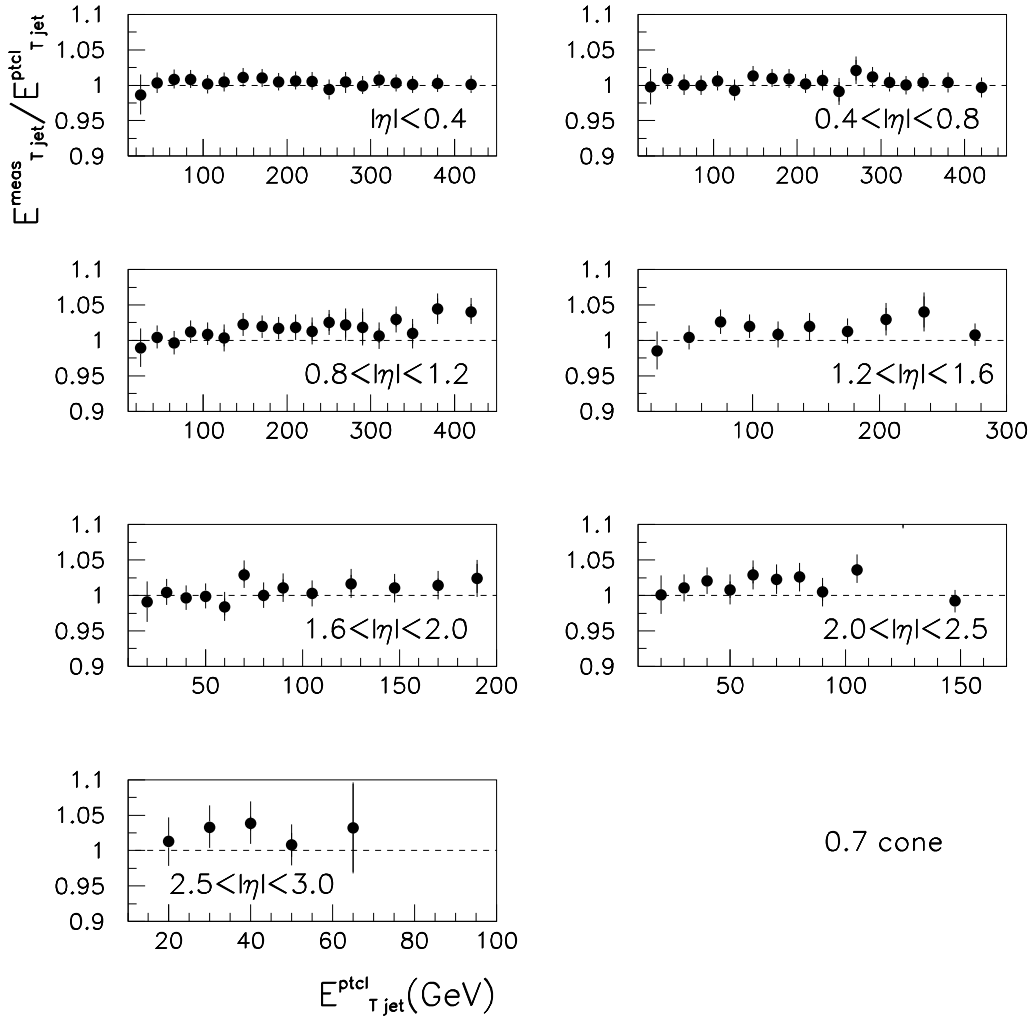 E^meas_T jet/E^ptcl_T jet
1.1
1.05
1
0.95
0.9
|η|<0.4
100 200 300 400
1.1
1.05
1
0.95
0.9
0.4<|η|<0.8
100 200 300 400
1.1
1.05
1
0.95
0.9
0.8<|η|<1.2
100 200 300 400
1.1
1.05
1
0.95
0.9
1.2<|η|<1.6
100 200 300
1.1
1.05
1
0.95
0.9
1.6<|η|<2.0
50 100 150 200
1.1
1.05
1
0.95
0.9
2.0<|η|<2.5
50 100 150
1.1
1.05
1
0.95
0.9
2.5<|η|<3.0
20 40 60 80 100
0.7 cone
E^ptcl_T jet(GeV)